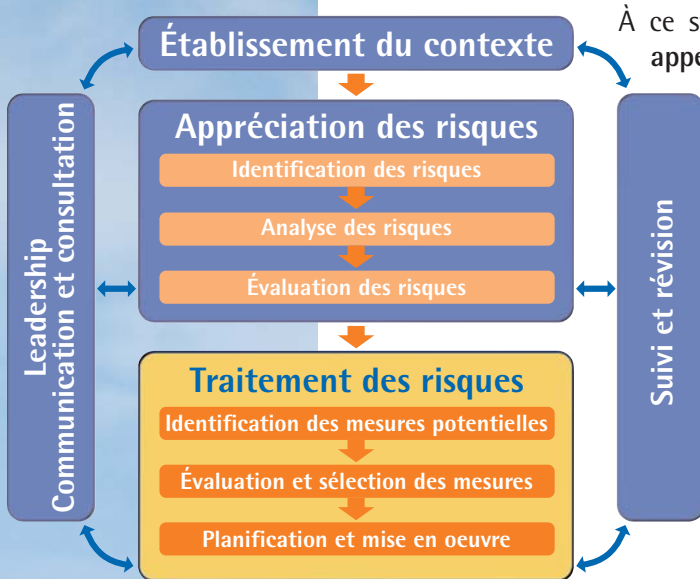 Établissement du contexte
À ce s
appe
Leadership
Communication et consultation
Appréciation des risques
Identification des risques
Analyse des risques
Évaluation des risques
Suivi et révision
Traitement des risques
Identification des mesures potentielles
Évaluation et sélection des mesures
Planification et mise en oeuvre